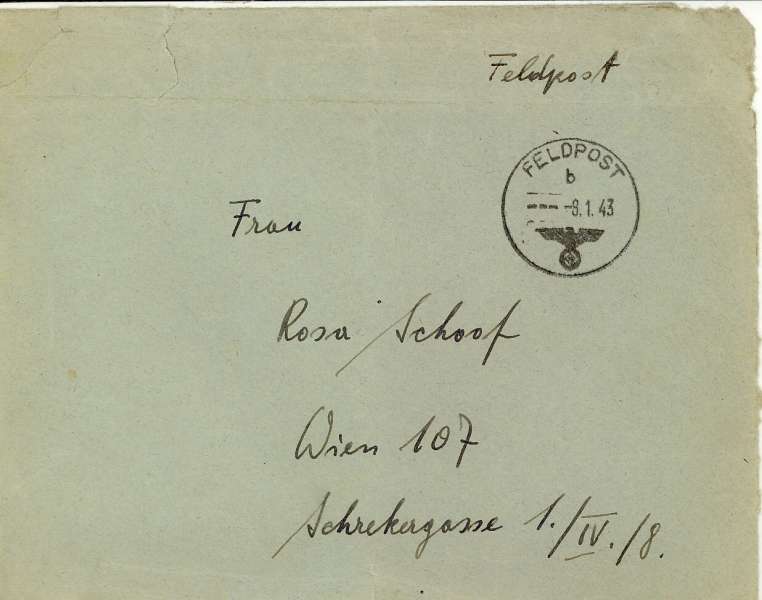 Feldpost
FELDPOST
b
-8.1.43
Frau
Rosa Schoof
Wien 107
Schrekergasse 1./IV./8.